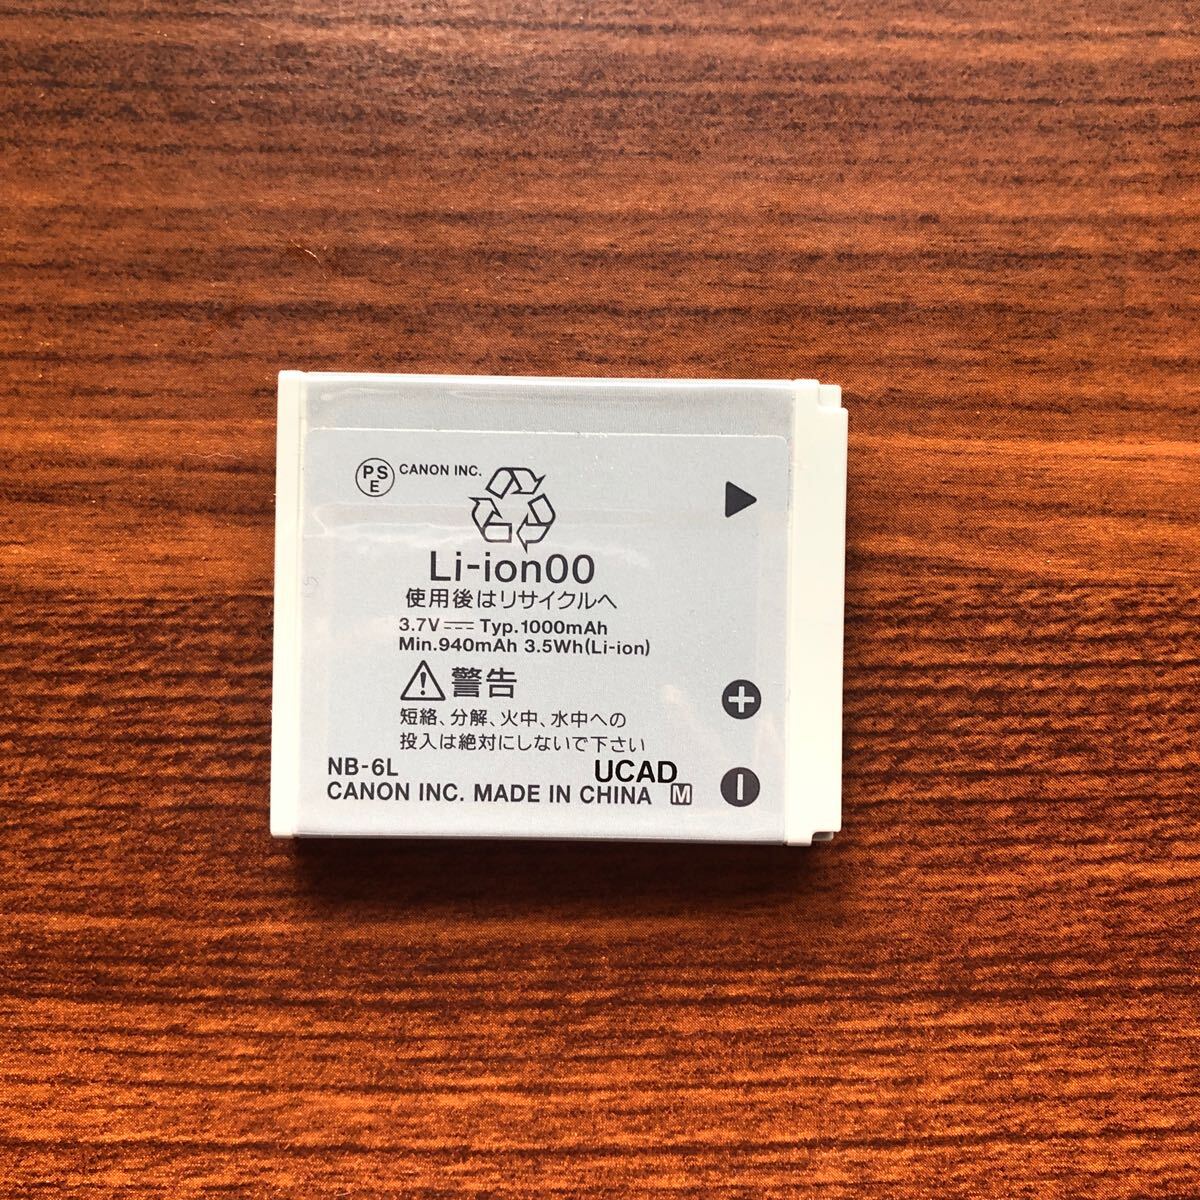 PSE CANON INC.
Li-ion00
使用後はリサイクルへ
3.7V⎓ Typ.1000mAh
Min.940mAh 3.5Wh(Li-ion)
警告
短絡、分解、火中、水中への
投入は絶対にしないで下さい
NB-6L UCAD
CANON INC. MADE IN CHINA M